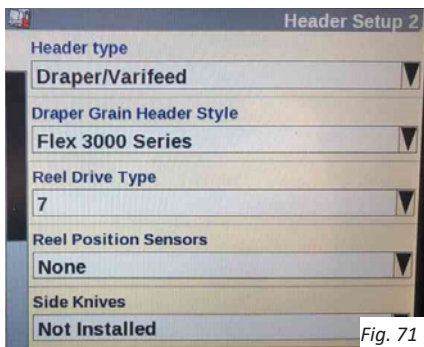 Header Setup 2
Header type
Draper/Varifeed
Draper Grain Header Style
Flex 3000 Series
Reel Drive Type
7
Reel Position Sensors
None
Side Knives
Not Installed
Fig. 71